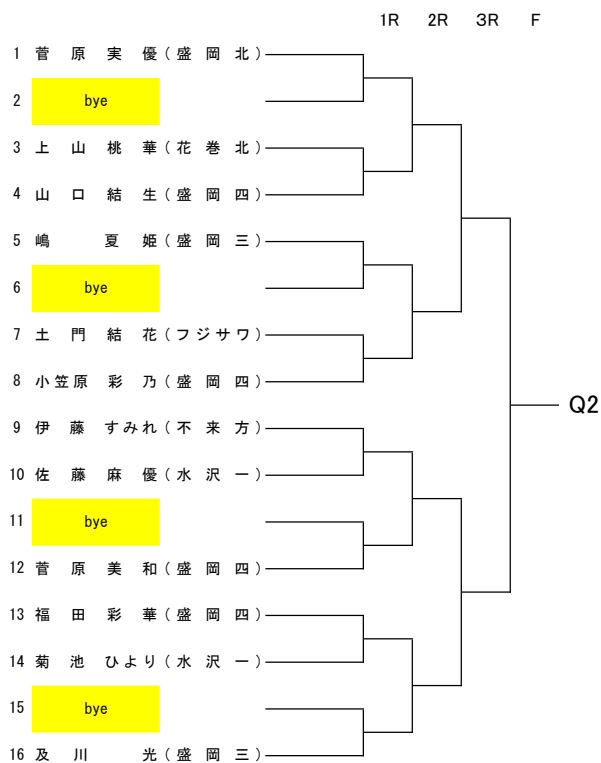 1R 2R 3R F
1 菅原実優(盛岡北)
2 bye
3 上山桃華(花巻北)
4 山口結生(盛岡四)
5 嶋夏姫(盛岡三)
6 bye
7 土門結花(フジサワ)
8 小笠原彩乃(盛岡四)
Q2
9 伊藤すみれ(不来方)
10 佐藤麻優(水沢一)
11 bye
12 菅原美和(盛岡四)
13 福田彩華(盛岡四)
14 菊池ひより(水沢一)
15 bye
16 及川光(盛岡三)